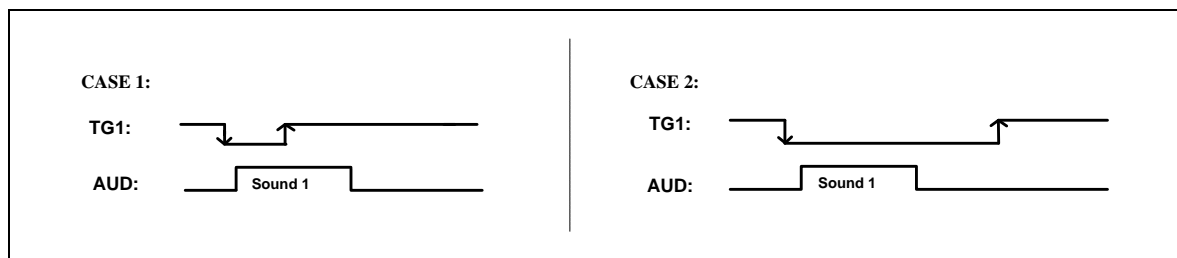 CASE 1:
TG1:
AUD:
Sound 1
CASE 2:
TG1:
AUD:
Sound 1